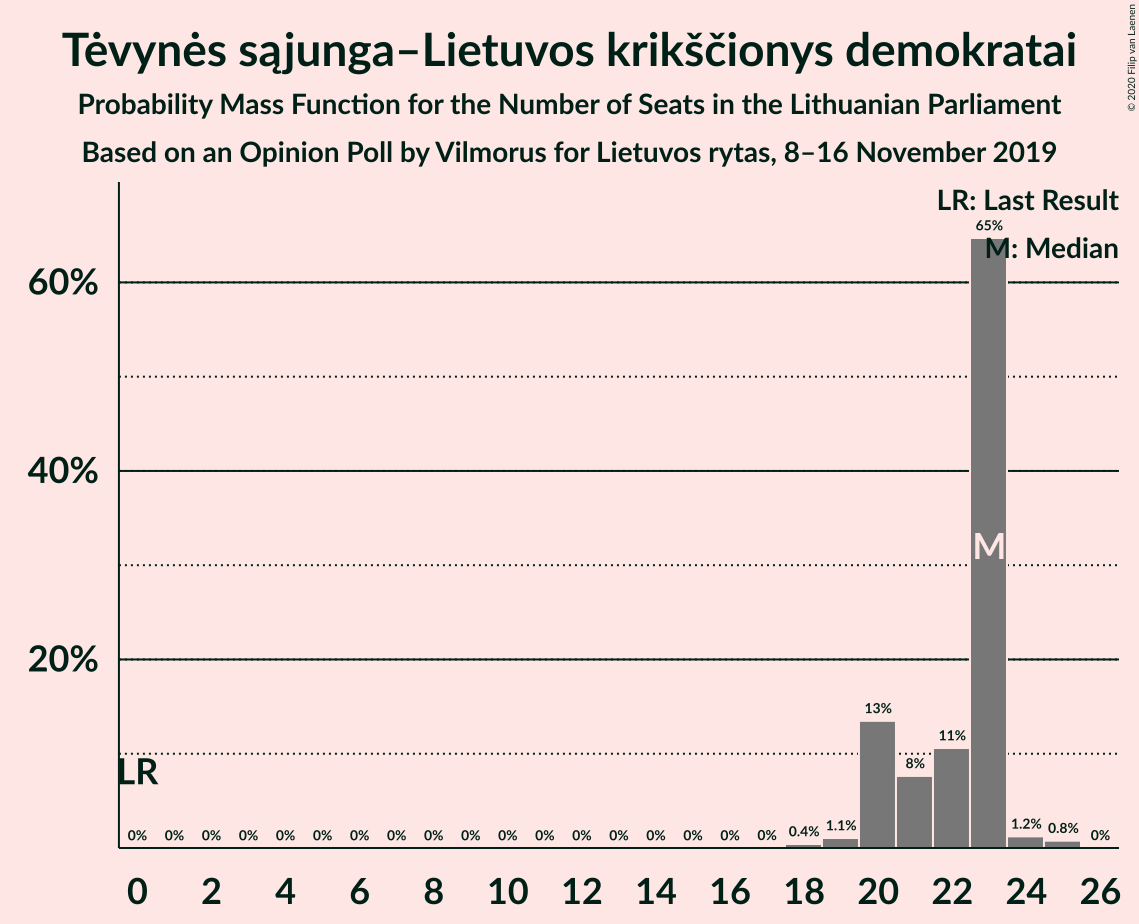 Tėvynės sąjunga–Lietuvos krikščionys demokratai
Probability Mass Function for the Number of Seats in the Lithuanian Parliament
Based on an Opinion Poll by Vilmorus for Lietuvos rytas, 8–16 November 2019
© 2020 Filip van Laenen
LR: Last Result
65%
M: Median
60%
40%
M
20%
13%
11%
8%
LR
0% 0% 0% 0% 0% 0% 0% 0% 0% 0% 0% 0% 0% 0% 0% 0% 0% 0% 0.4% 1.1% 1.2% 0.8% 0%
0 2 4 6 8 10 12 14 16 18 20 22 24 26